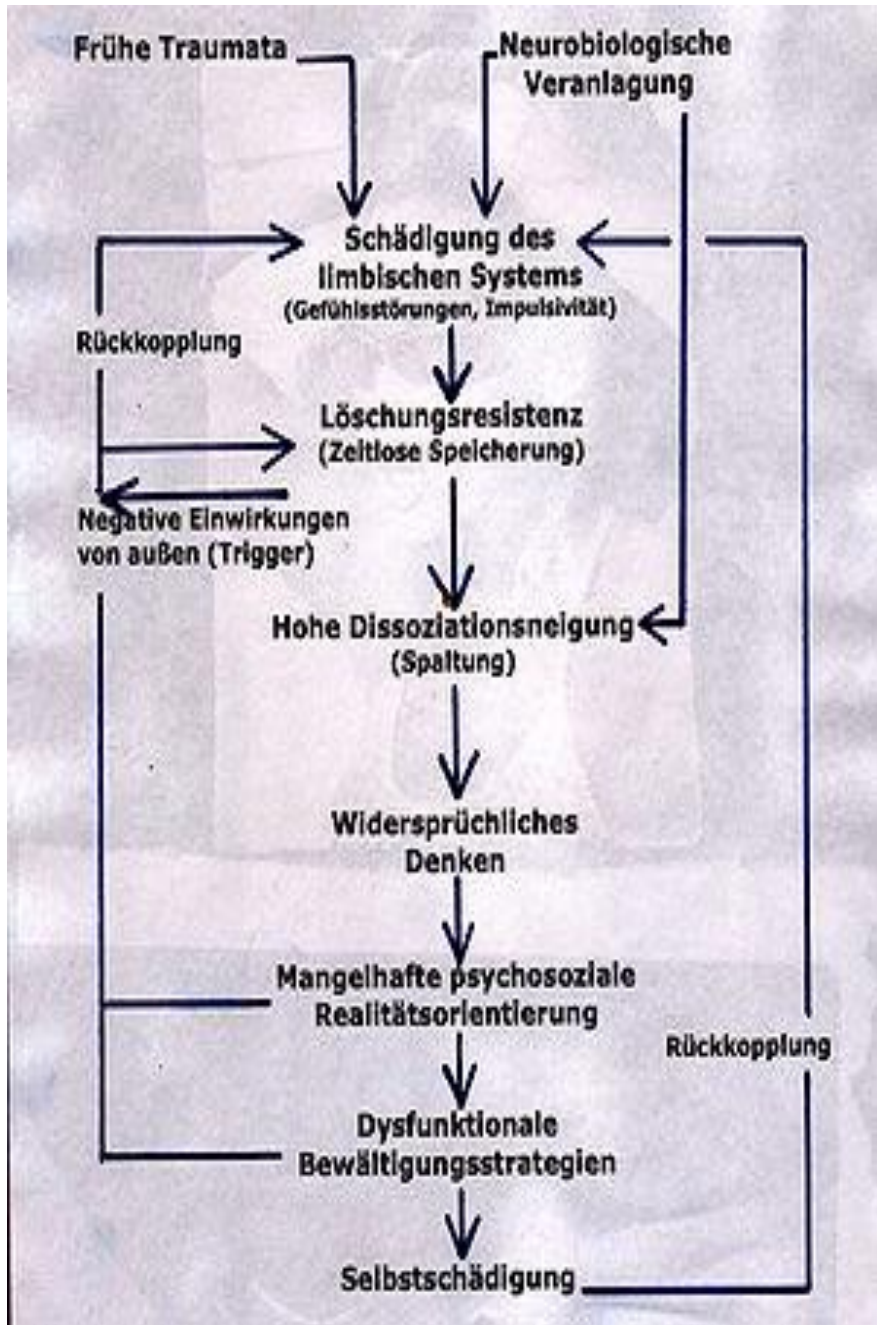 Frühe Traumata
Neurobiologische
Veranlagung
Schädigung des
limbischen Systems
(Gefühlsstörungen, Impulsivität)
Rückkopplung
Löschungsresistenz
(Zeitlose Speicherung)
Negative Einwirkungen
von außen (Trigger)
Hohe Dissoziationsneigung
(Spaltung)
Widersprüchliches
Denken
Mangelhafte psychosoziale
Realitätsorientierung
Rückkopplung
Dysfunktionale
Bewältigungsstrategien
Selbstschädigung